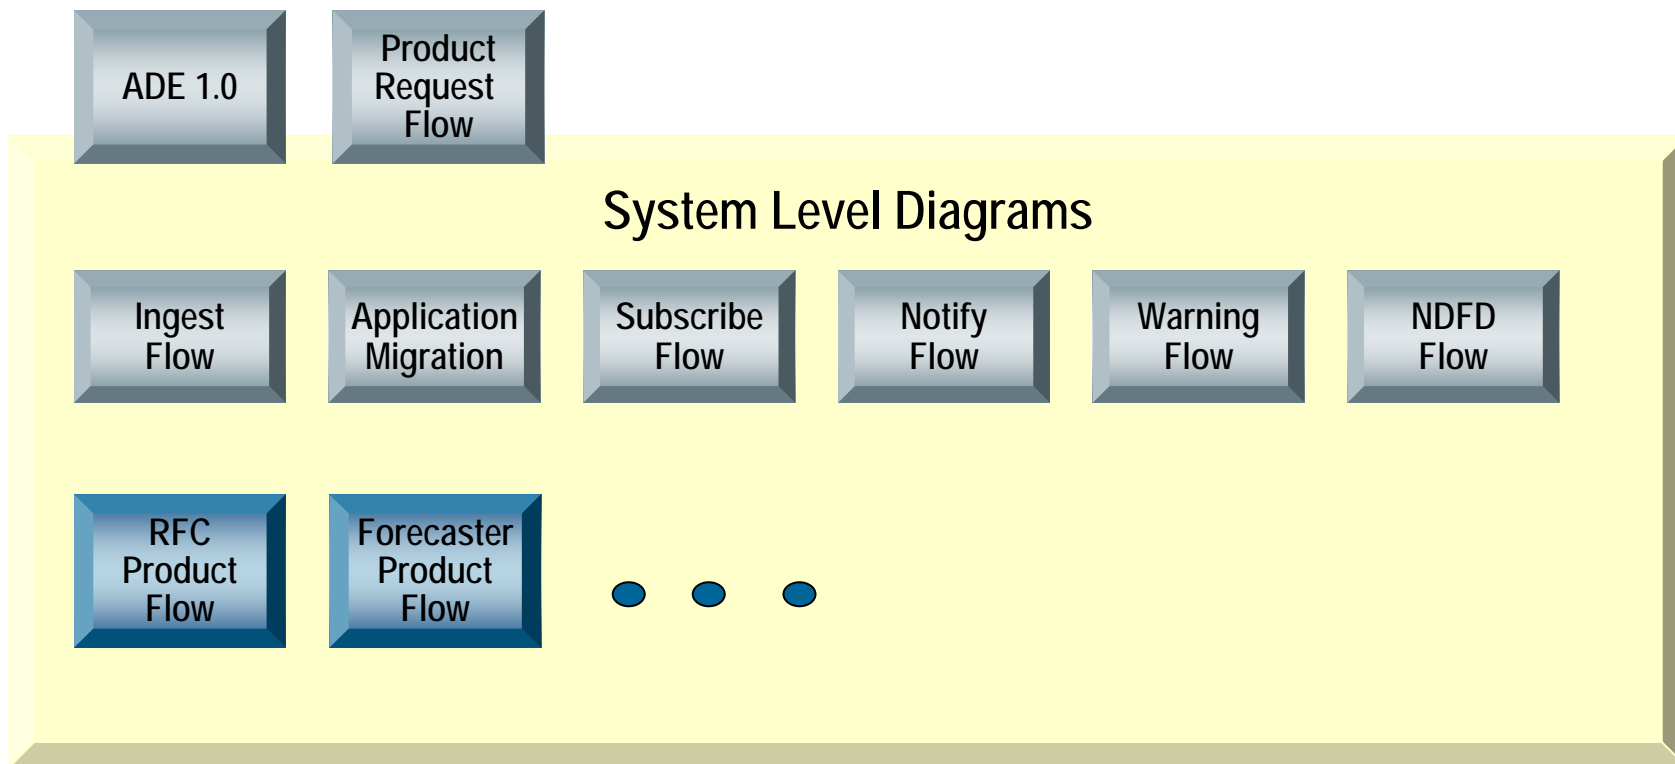 ADE 1.0
Product
Request
Flow
System Level Diagrams
Ingest
Flow
Application
Migration
Subscribe
Flow
Notify
Flow
Warning
Flow
NDFD
Flow
RFC
Product
Flow
Forecaster
Product
Flow